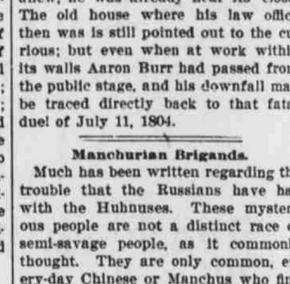 The old house where his law offic
then was is still pointed out to the cu
rious; but even when at work within
its walls Aaron Burr had passed from
the public stage, and his downfall ma
be traced directly back to that fata
duel of July 11, 1804.
Manchurian Brigands.
Much has been written regarding th
trouble that the Russians have ha
with the Huhnuses. These myster
ous people are not a distinct race o
semi-savage people, as it commonl
thought. They are only common, ev
ery-day Chinese or Manchus who fin